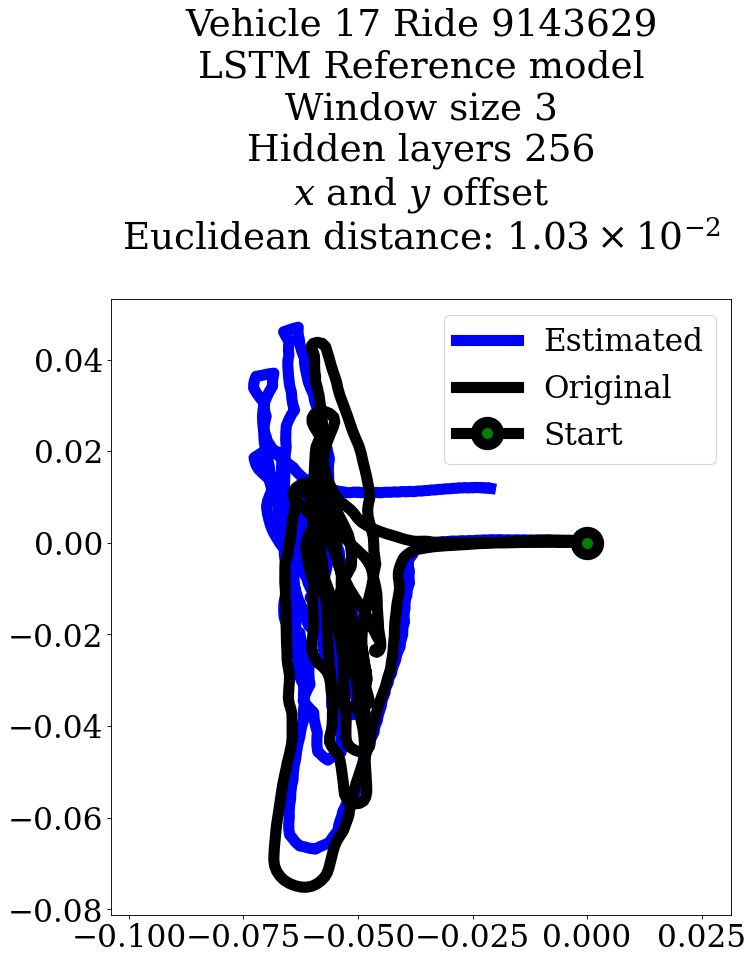 Vehicle 17 Ride 9143629
LSTM Reference model
Window size 3
Hidden layers 256
x and y offset
Euclidean distance: 1.03 × 10⁻²
Estimated
Original
Start
0.04
0.02
0.00
−0.02
−0.04
−0.06
−0.08
−0.100 −0.075 −0.050 −0.025 0.000 0.025